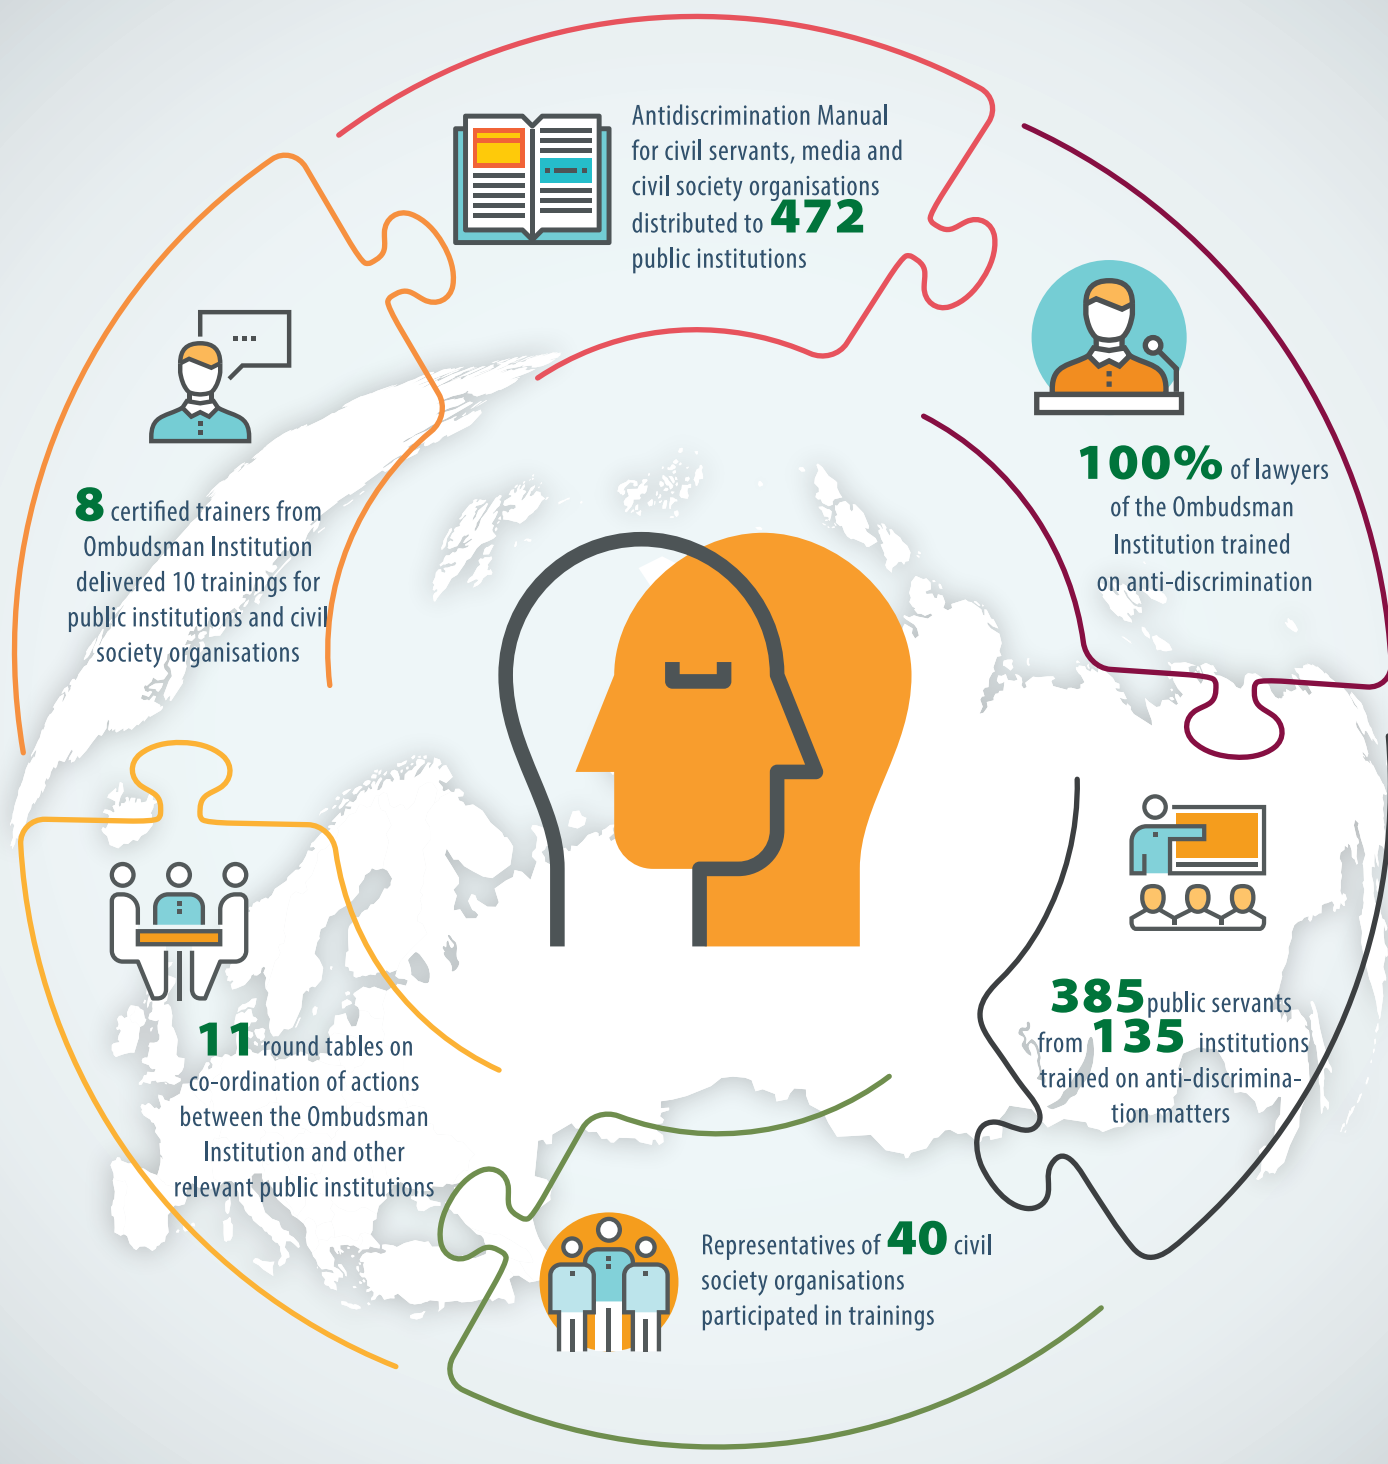 Antidiscrimination Manual
for civil servants, media and
civil society organisations
distributed to 472
public institutions
100% of lawyers
of the Ombudsman
Institution trained
on anti-discrimination
8 certified trainers from
Ombudsman Institution
delivered 10 trainings for
public institutions and civil
society organisations
385 public servants
from 135 institutions
trained on anti-discrimina-
tion matters
11 round tables on
co-ordination of actions
between the Ombudsman
Institution and other
relevant public institutions
Representatives of 40 civil
society organisations
participated in trainings